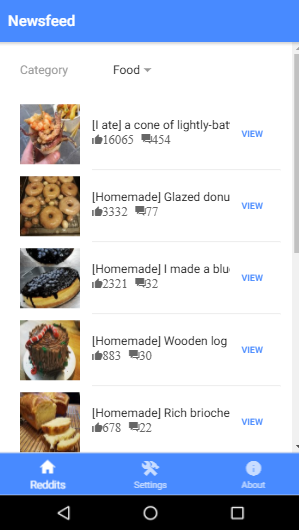 Newsfeed
Category Food
[I ate] a cone of lightly-bat
16065 454
VIEW
[Homemade] Glazed donu
3332 77
VIEW
[Homemade] I made a blu
2321 32
VIEW
[Homemade] Wooden log
883 30
VIEW
[Homemade] Rich brioche
678 22
VIEW
Reddits Settings About